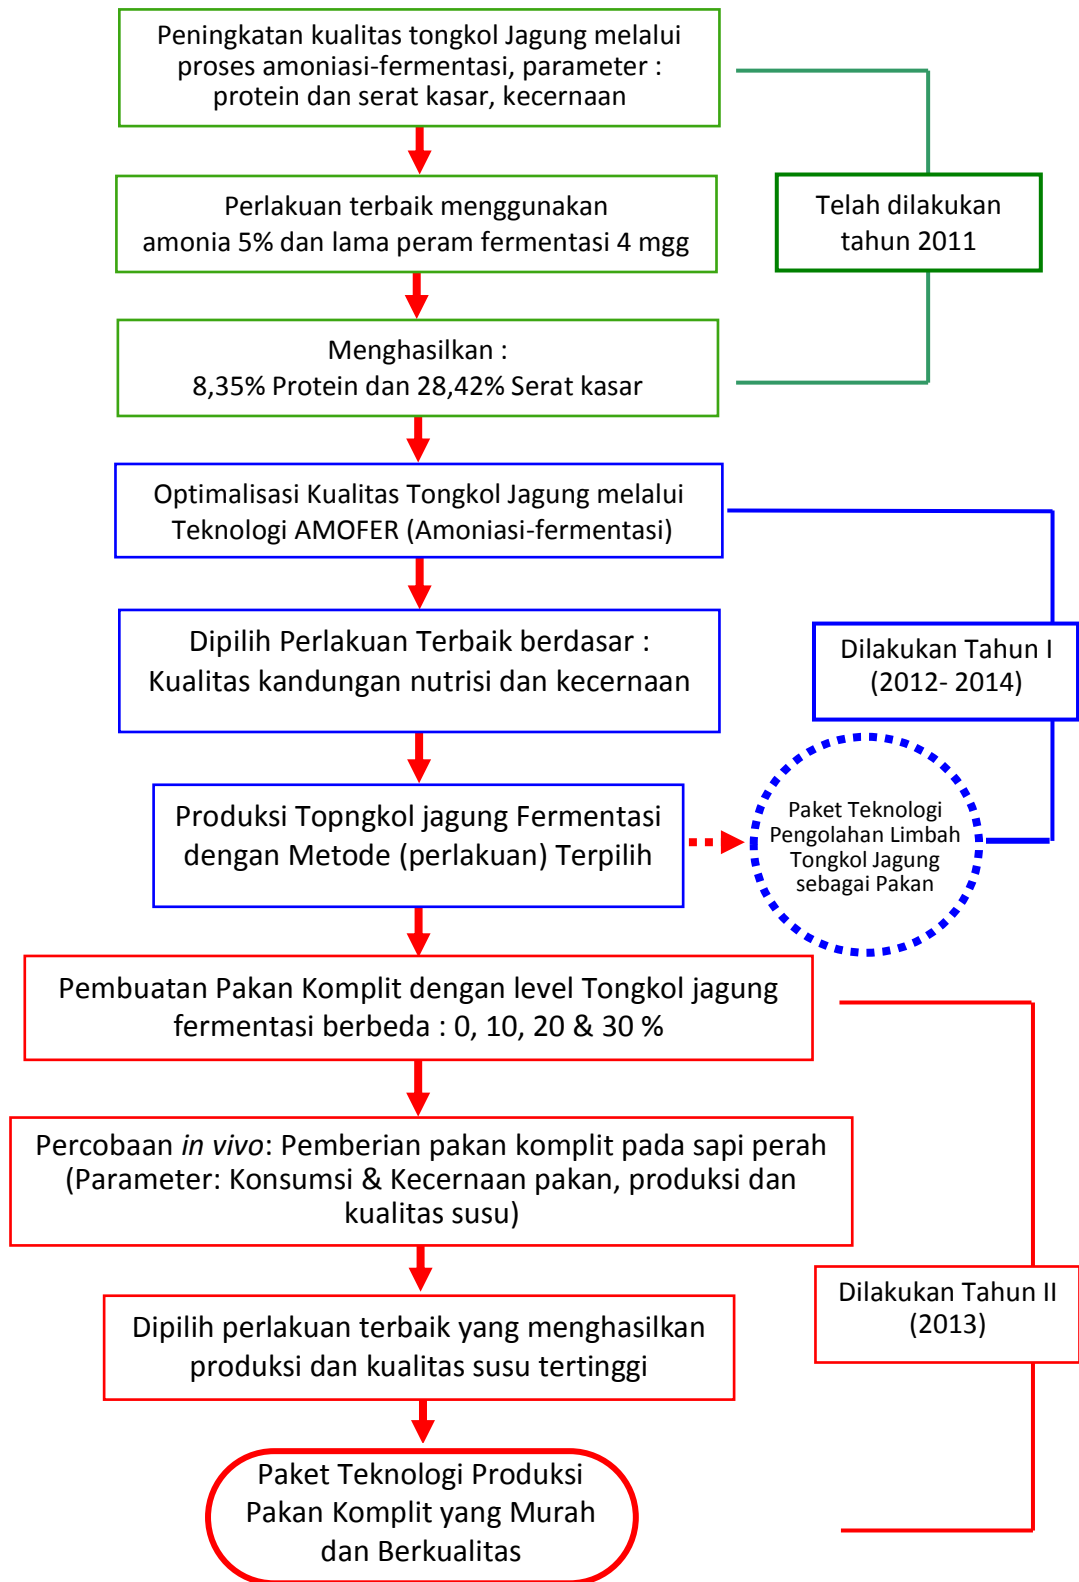 Peningkatan kualitas tongkol Jagung melalui
proses amoniasi-fermentasi, parameter :
protein dan serat kasar, kecernaan
Perlakuan terbaik menggunakan
amonia 5% dan lama peram fermentasi 4 mgg
Telah dilakukan
tahun 2011
Menghasilkan :
8,35% Protein dan 28,42% Serat kasar
Optimalisasi Kualitas Tongkol Jagung melalui
Teknologi AMOFER (Amoniasi-fermentasi)
Dipilih Perlakuan Terbaik berdasar :
Kualitas kandungan nutrisi dan kecernaan
Dilakukan Tahun I
(2012- 2014)
Produksi Topngkol jagung Fermentasi
dengan Metode (perlakuan) Terpilih
Paket Teknologi
Pengolahan Limbah
Tongkol Jagung
sebagai Pakan
Pembuatan Pakan Komplit dengan level Tongkol jagung
fermentasi berbeda : 0, 10, 20 & 30 %
Percobaan in vivo: Pemberian pakan komplit pada sapi perah
(Parameter: Konsumsi & Kecernaan pakan, produksi dan
kualitas susu)
Dilakukan Tahun II
(2013)
Dipilih perlakuan terbaik yang menghasilkan
produksi dan kualitas susu tertinggi
Paket Teknologi Produksi
Pakan Komplit yang Murah
dan Berkualitas